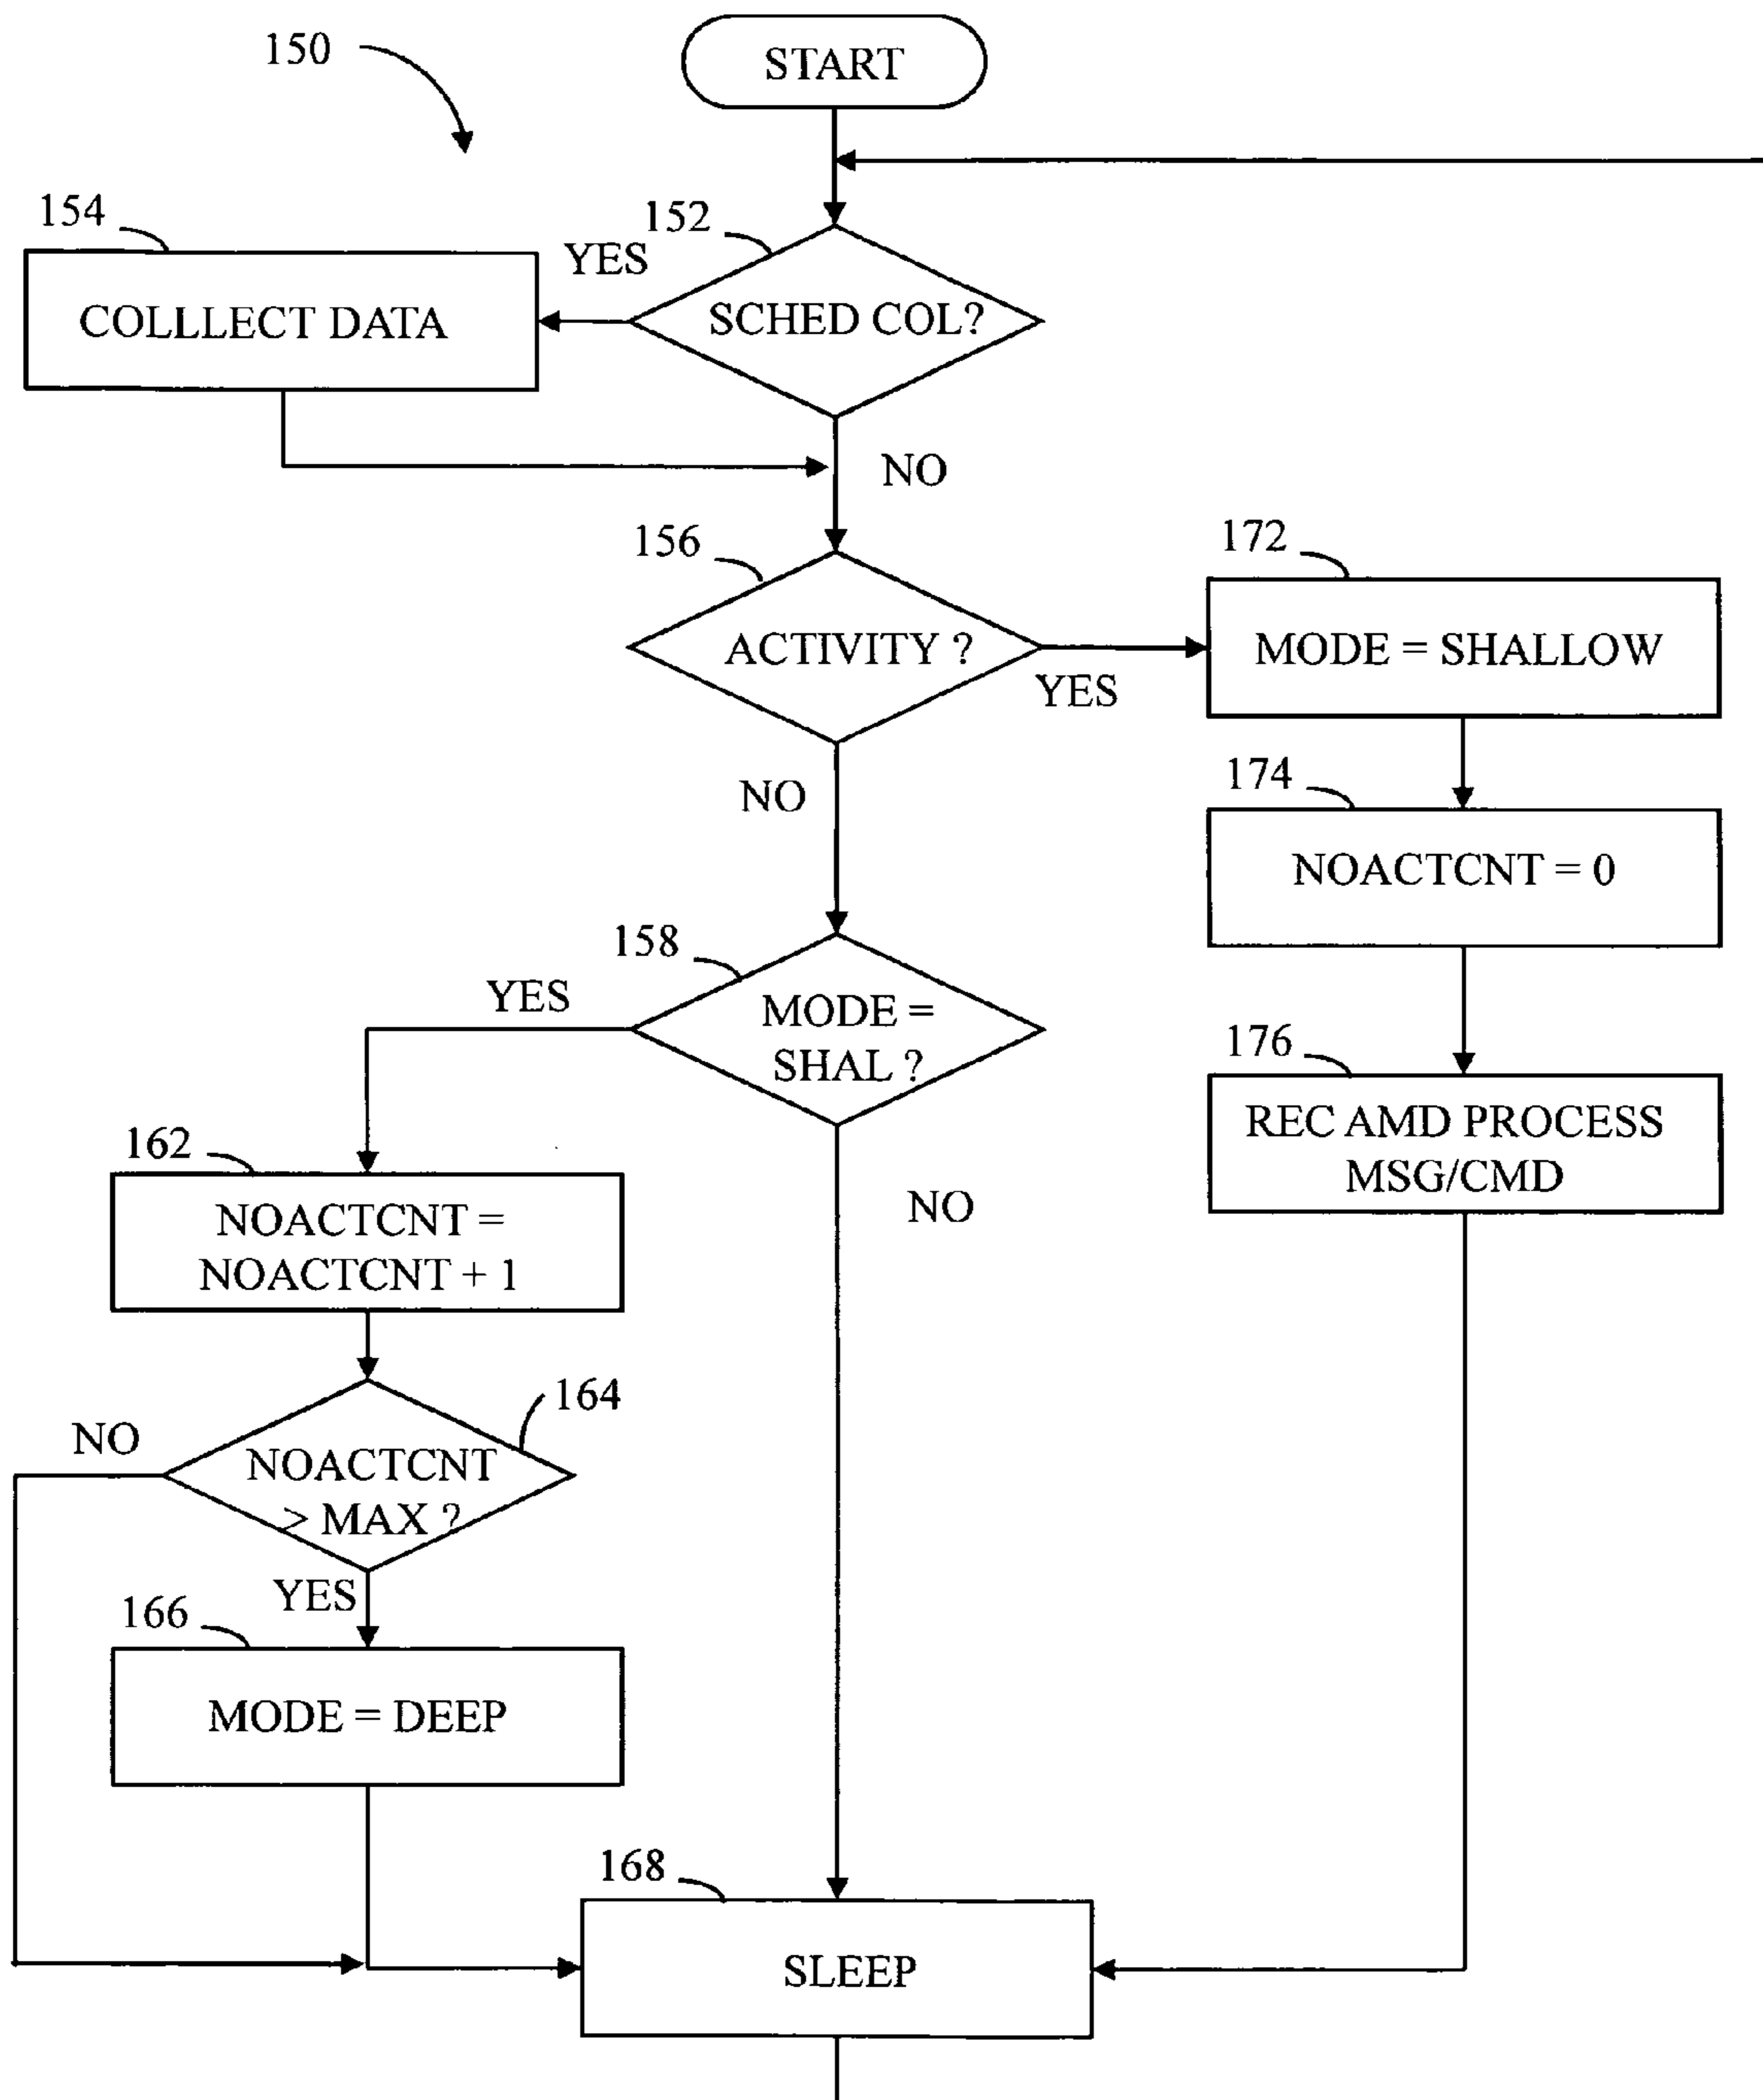 150
START
154
152
YES
COLLLECT DATA
SCHED COL?
NO
156
172
ACTIVITY ?
MODE = SHALLOW
YES
NO
174
NOACTCNT = 0
158
YES
MODE =
SHAL ?
176
REC AMD PROCESS
MSG/CMD
162
NO
NOACTCNT =
NOACTCNT + 1
164
NO
NOACTCNT
> MAX ?
YES
166
MODE = DEEP
168
SLEEP